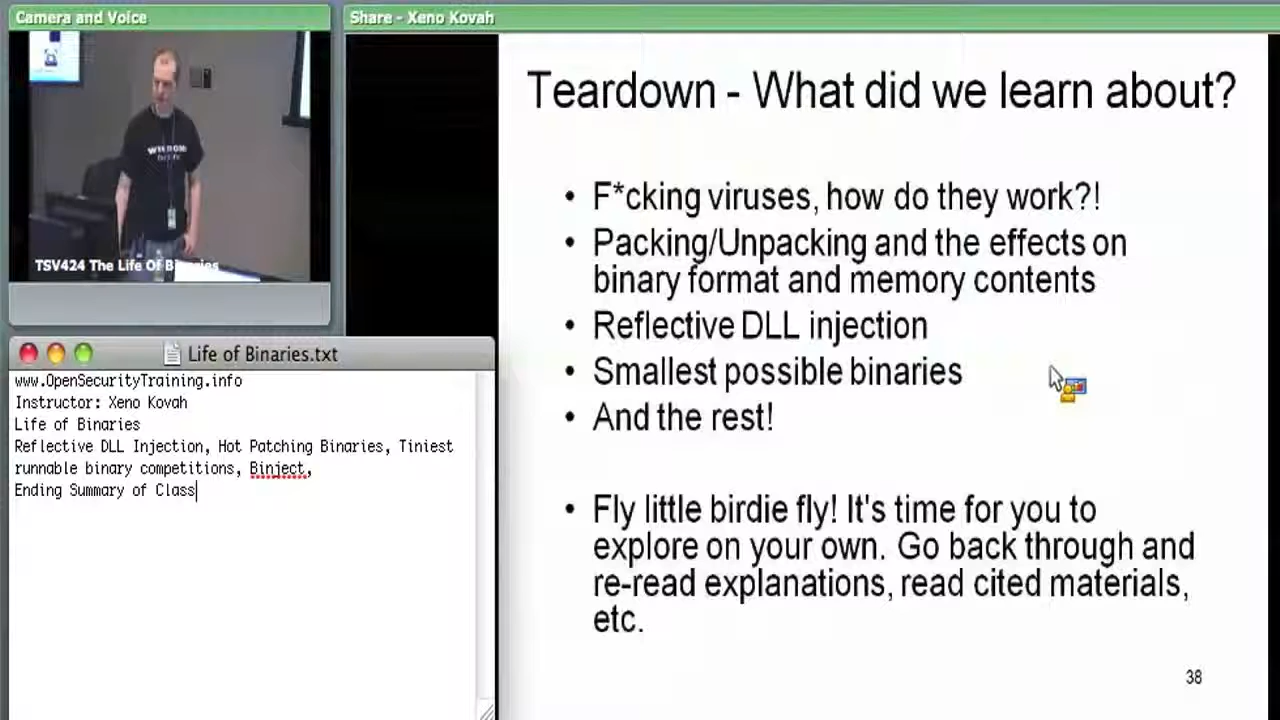 Camera and Voice
TSV424 The Life Of Binaries
Share - Xeno Kovah
Life of Binaries.txt
www.OpenSecurityTraining.info
Instructor: Xeno Kovah
Life of Binaries
Reflective DLL Injection, Hot Patching Binaries, Tiniest
runnable binary competitions, Binject,
Ending Summary of Class
Teardown - What did we learn about?
• F*cking viruses, how do they work?!
• Packing/Unpacking and the effects on
binary format and memory contents
• Reflective DLL injection
• Smallest possible binaries
• And the rest!
• Fly little birdie fly! It's time for you to
explore on your own. Go back through and
re-read explanations, read cited materials,
etc.
38